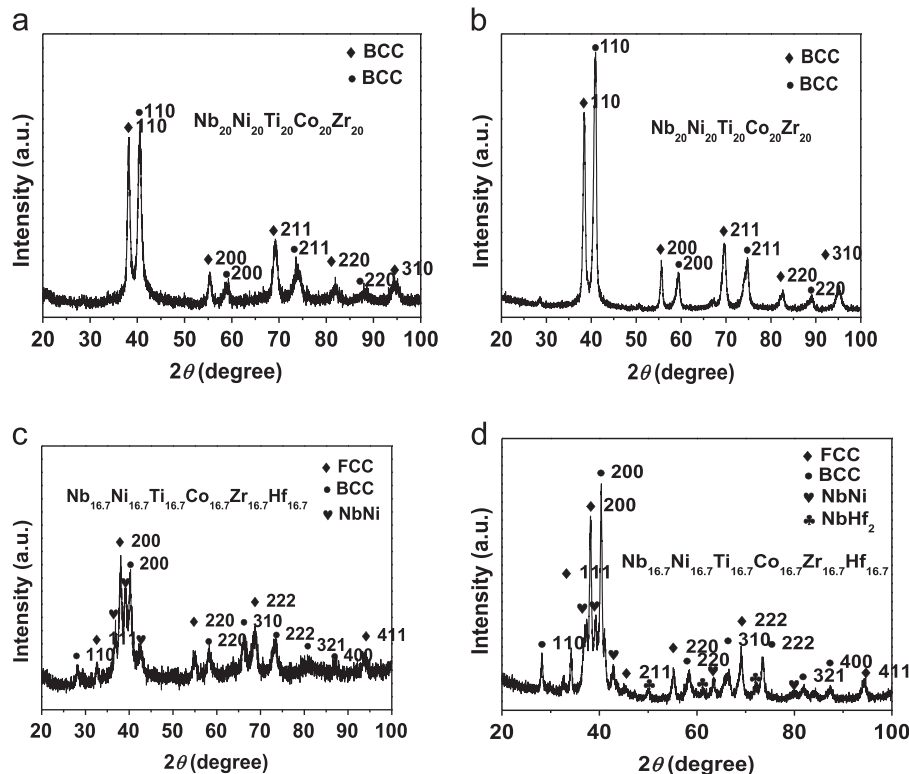 a
♦ BCC
● BCC
110
110
Nb20Ni20Ti20Co20Zr20
211
211
200
200
220
220
310
Intensity (a.u.)
20 30 40 50 60 70 80 90 100
2θ (degree)
b
110
♦ BCC
● BCC
110
Nb20Ni20Ti20Co20Zr20
200
200
211
211
310
220
220
Intensity (a.u.)
20 30 40 50 60 70 80 90 100
2θ (degree)
c
♦ FCC
● BCC
♥ NbNi
Nb16.7Ni16.7Ti16.7Co16.7Zr16.7Hf16.7
200
200
222
220
310
110
111
220
222
321
400
411
Intensity (a.u.)
20 30 40 50 60 70 80 90 100
2θ (degree)
d
♦ FCC
● BCC
♥ NbNi
♣ NbHf2
200
200
Nb16.7Ni16.7Ti16.7Co16.7Zr16.7Hf16.7
111
222
110
220
310
222
211
220
400
321
411
Intensity (a.u.)
20 40 60 80 100
2θ (degree)